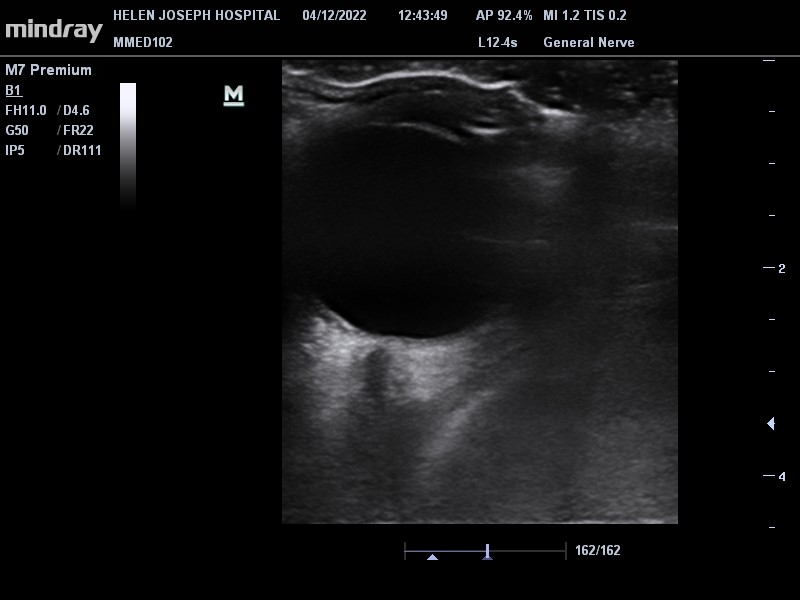 mindray
HELEN JOSEPH HOSPITAL 04/12/2022 12:43:49 AP 92.4% MI 1.2 TIS 0.2
MMED102 L12-4s General Nerve
M7 Premium
B1
FH11.0 /D4.6
G50 /FR22
IP5 /DR111
M
2
4
162/162